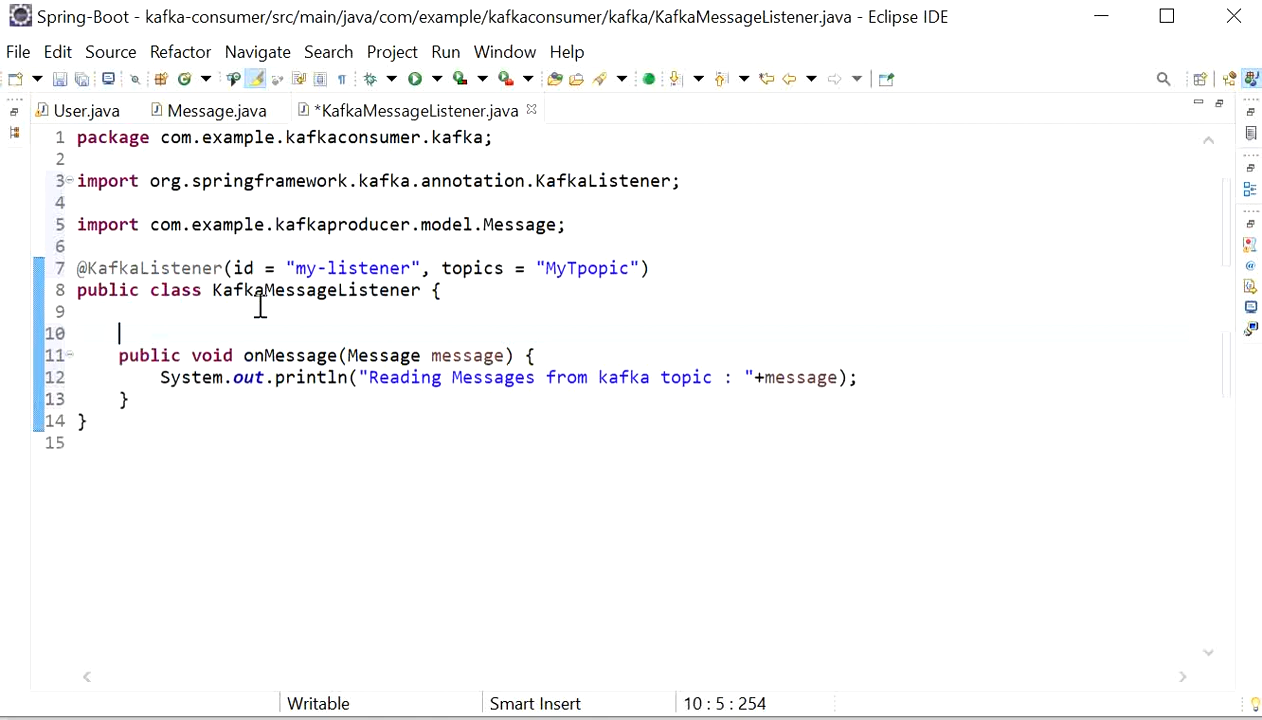 Spring-Boot - kafka-consumer/src/main/java/com/example/kafkaconsumer/kafka/KafkaMessageListener.java - Eclipse IDE
File Edit Source Refactor Navigate Search Project Run Window Help
User.java Message.java *KafkaMessageListener.java
1 package com.example.kafkaconsumer.kafka;
2
3 import org.springframework.kafka.annotation.KafkaListener;
4
5 import com.example.kafkaproducer.model.Message;
6
7 @KafkaListener(id = "my-listener", topics = "MyTpopic")
8 public class KafkaMessageListener {
9
10
11 public void onMessage(Message message) {
12 System.out.println("Reading Messages from kafka topic : "+message);
13 }
14 }
15
Writable Smart Insert 10 : 5 : 254